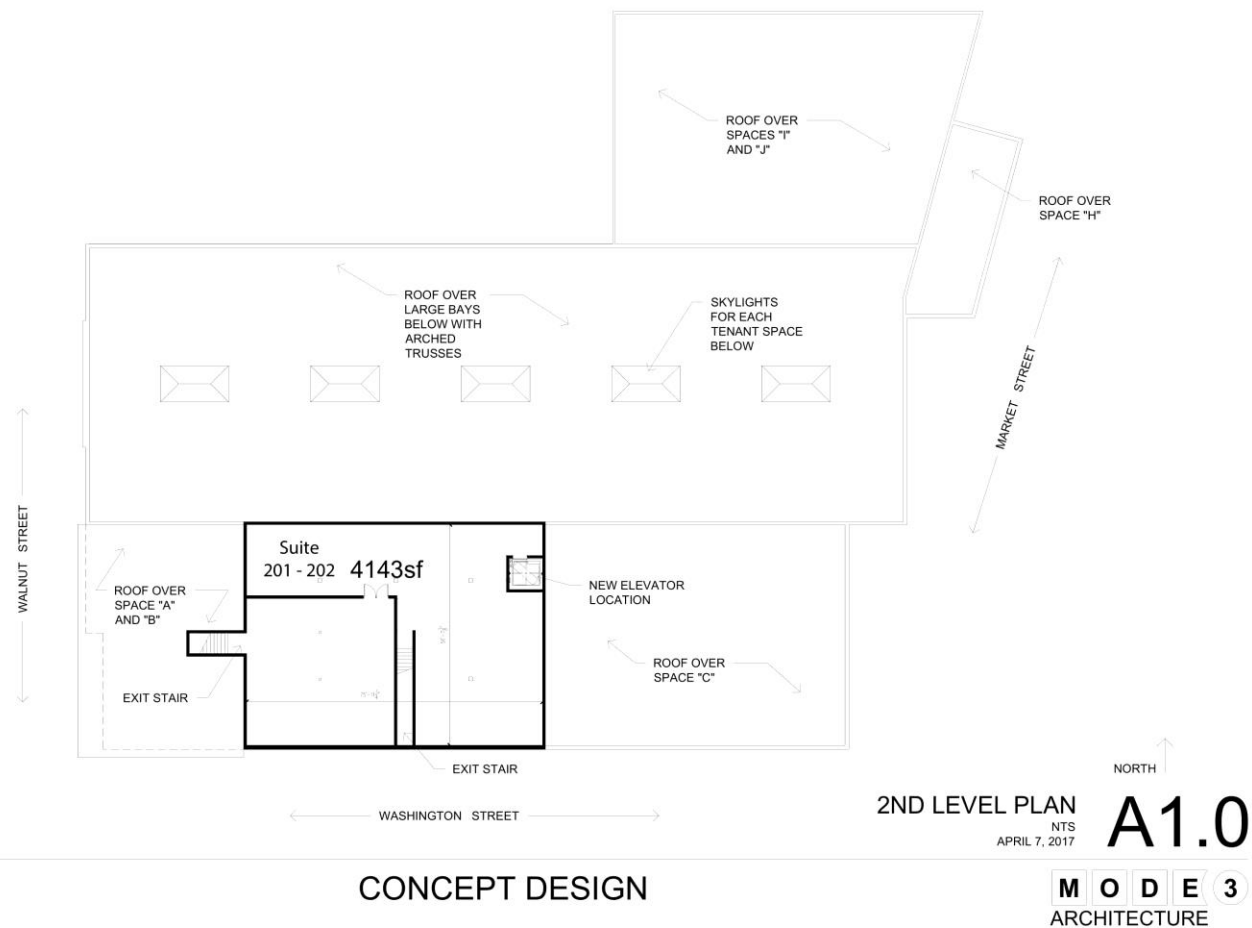 ROOF OVER
SPACES "I"
AND "J"
ROOF OVER
SPACE "H"
ROOF OVER
LARGE BAYS
BELOW WITH
ARCHED
TRUSSES
SKYLIGHTS
FOR EACH
TENANT SPACE
BELOW
MARKET STREET
WALNUT STREET
Suite
201 - 202 4143sf
NEW ELEVATOR
LOCATION
ROOF OVER
SPACE "A"
AND "B"
ROOF OVER
SPACE "C"
EXIT STAIR
EXIT STAIR
WASHINGTON STREET
NORTH
2ND LEVEL PLAN
NTS
APRIL 7, 2017
A1.0
CONCEPT DESIGN
MODE 3
ARCHITECTURE